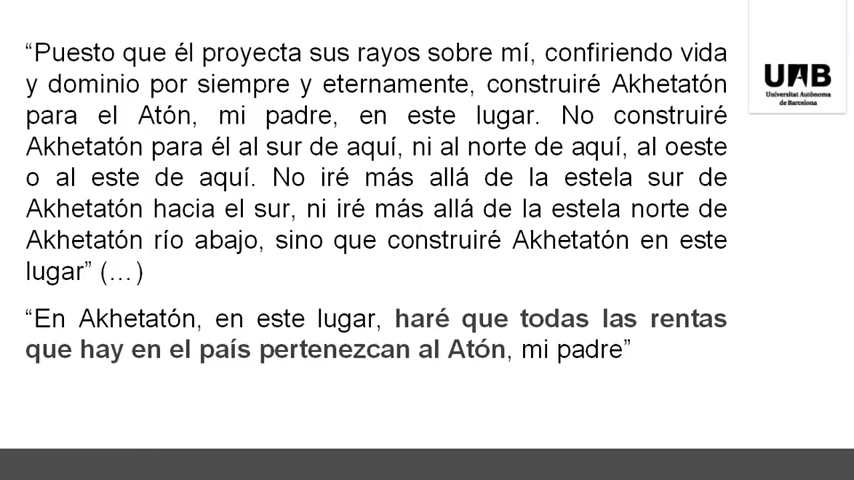 “Puesto que él proyecta sus rayos sobre mí, confiriendo vida
y dominio por siempre y eternamente, construiré Akhetatón
para el Atón, mi padre, en este lugar. No construiré
Akhetatón para él al sur de aquí, ni al norte de aquí, al oeste
o al este de aquí. No iré más allá de la estela sur de
Akhetatón hacia el sur, ni iré más allá de la estela norte de
Akhetatón río abajo, sino que construiré Akhetatón en este
lugar” (…)
“En Akhetatón, en este lugar, haré que todas las rentas
que hay en el país pertenezcan al Atón, mi padre”
UAB
Universitat Autònoma
de Barcelona